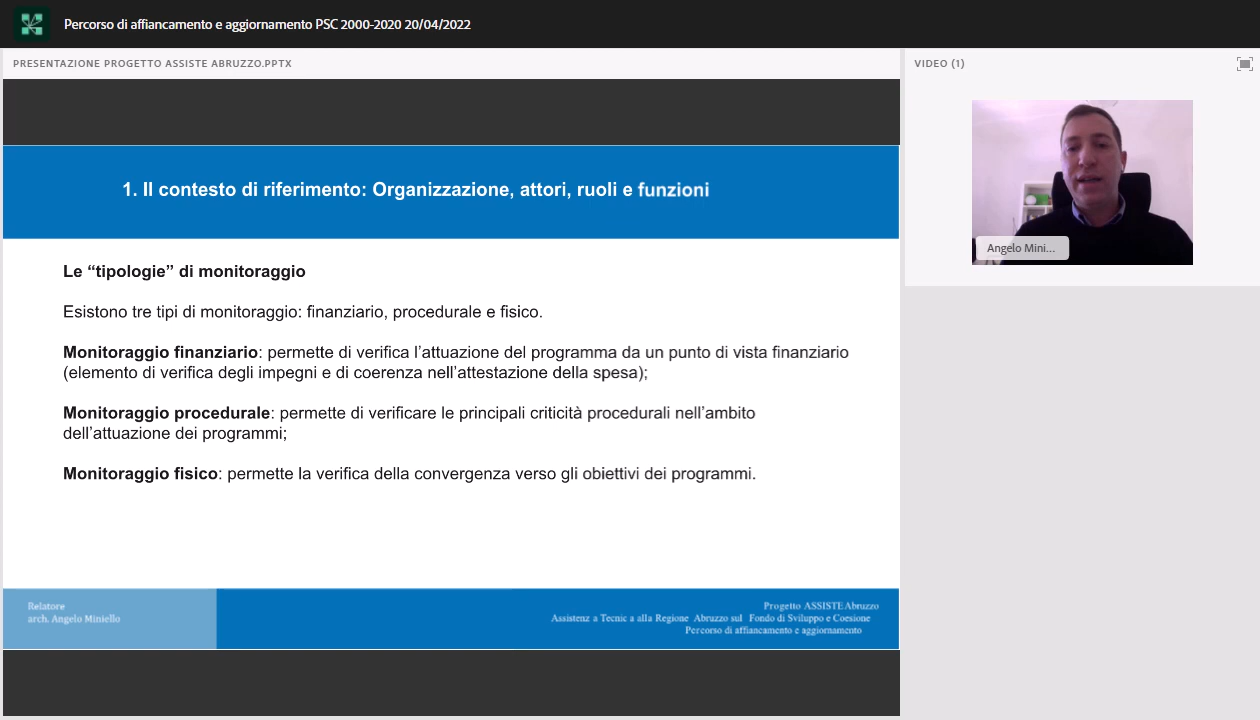 Percorso di affiancamento e aggiornamento PSC 2000-2020 20/04/2022
PRESENTAZIONE PROGETTO ASSISTE ABRUZZO.PPTX
VIDEO (1)
1. Il contesto di riferimento: Organizzazione, attori, ruoli e funzioni
Angelo Mini...
Le “tipologie” di monitoraggio
Esistono tre tipi di monitoraggio: finanziario, procedurale e fisico.
Monitoraggio finanziario: permette di verifica l’attuazione del programma da un punto di vista finanziario
(elemento di verifica degli impegni e di coerenza nell’attestazione della spesa);
Monitoraggio procedurale: permette di verificare le principali criticità procedurali nell’ambito
dell’attuazione dei programmi;
Monitoraggio fisico: permette la verifica della convergenza verso gli obiettivi dei programmi.
Relatore
arch. Angelo Miniello
Progetto ASSISTE Abruzzo
Assistenz a Tecnic a alla Regione Abruzzo sul Fondo di Sviluppo e Coesione
Percorso di affiancamento e aggiornamento